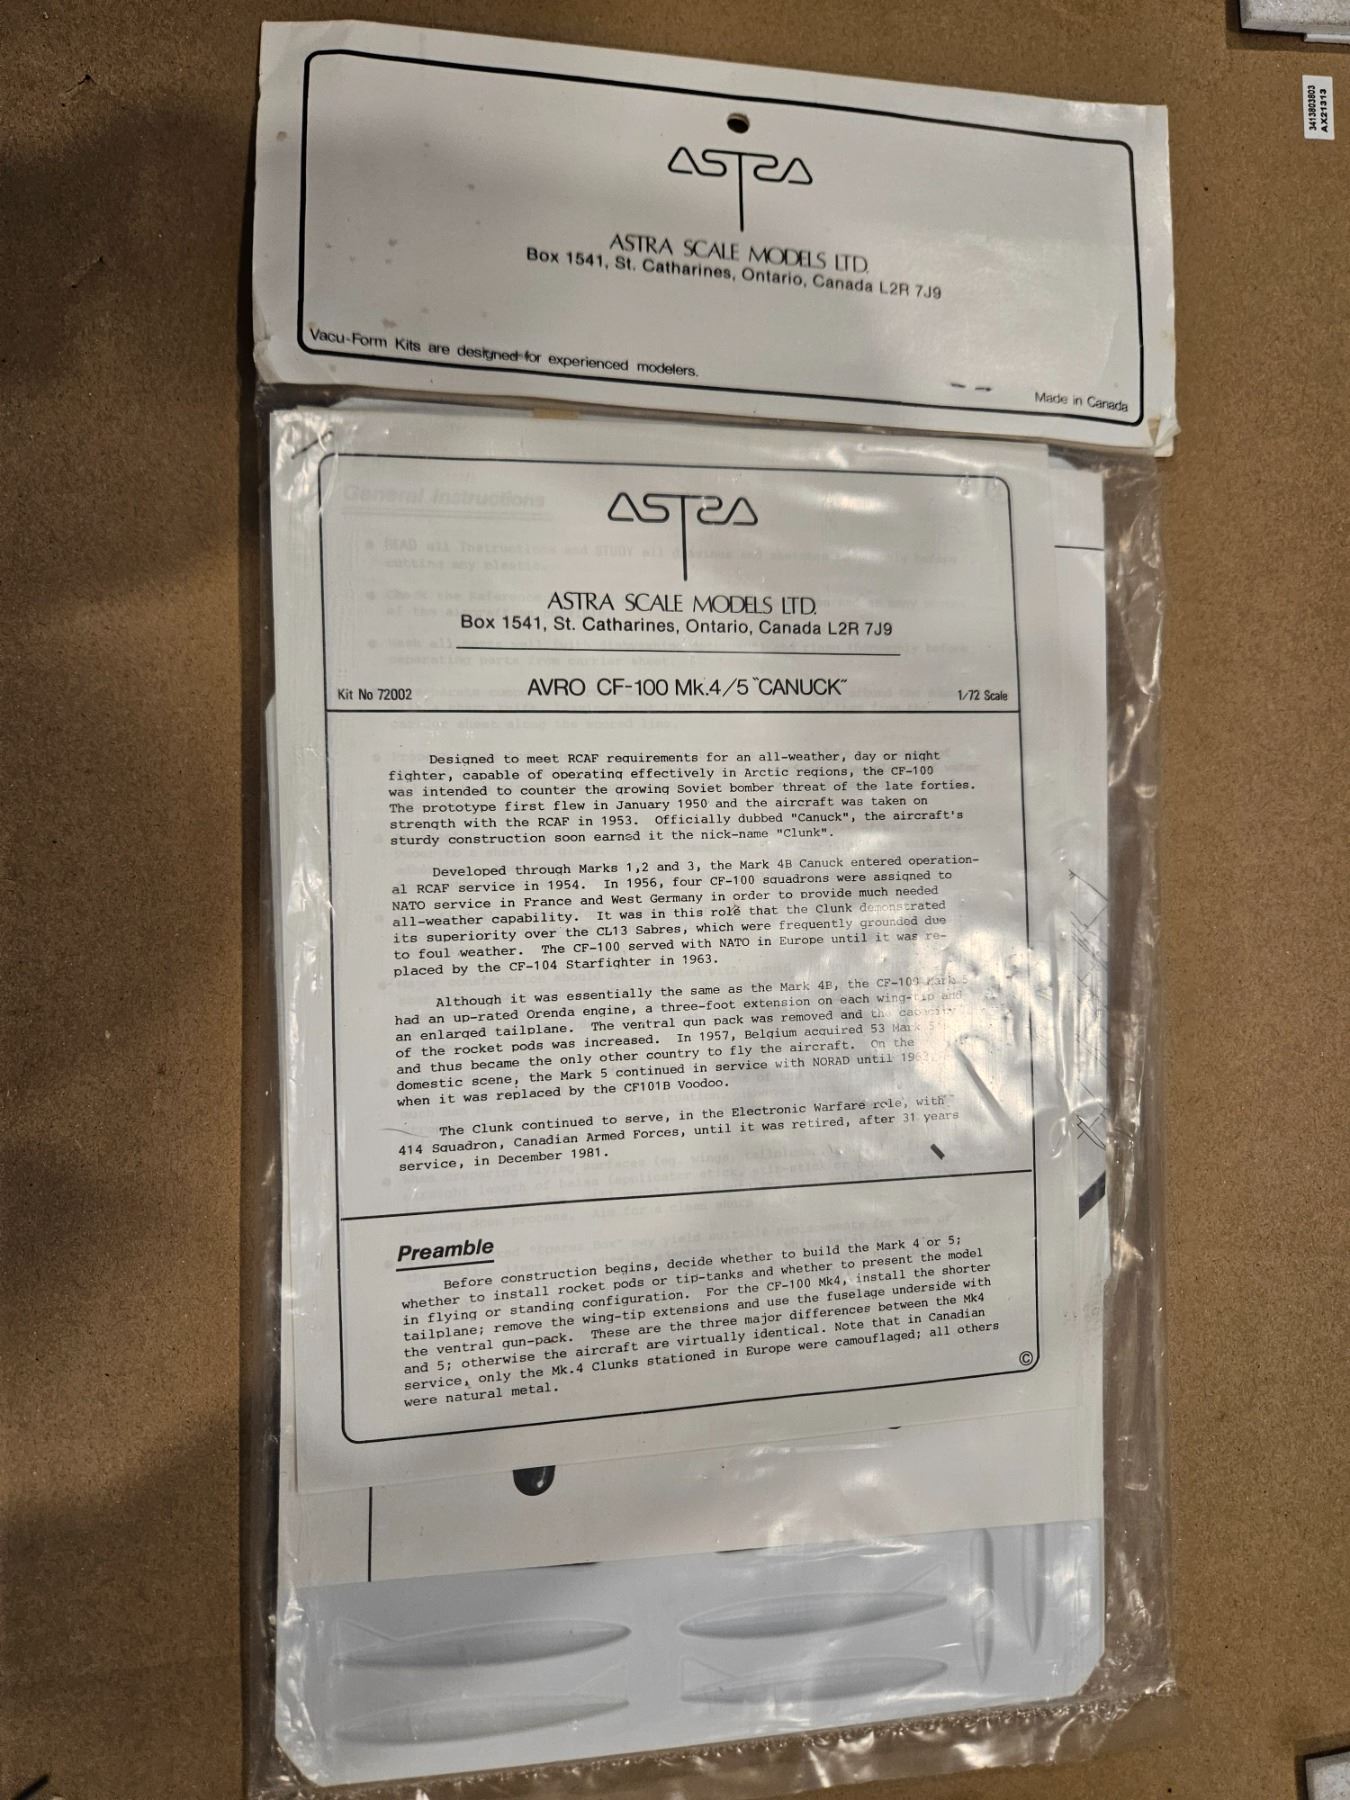 ASTRA
ASTRA SCALE MODELS LTD.
Box 1541, St. Catharines, Ontario, Canada L2R 7J9
Vacu-Form Kits are designed for experienced modelers.
Made in Canada
3413803803
AX21313
General Instructions
ASTRA
ASTRA SCALE MODELS LTD.
Box 1541, St. Catharines, Ontario, Canada L2R 7J9
Kit No 72002
AVRO CF-100 Mk.4/5 "CANUCK"
1/72 Scale
Designed to meet RCAF requirements for an all-weather, day or night
fighter, capable of operating effectively in Arctic regions, the CF-100
was intended to counter the growing Soviet bomber threat of the late forties.
The prototype first flew in January 1950 and the aircraft was taken on
strength with the RCAF in 1953. Officially dubbed "Canuck", the aircraft's
sturdy construction soon earned it the nick-name "Clunk".
Developed through Marks 1,2 and 3, the Mark 4B Canuck entered operation-
al RCAF service in 1954. In 1956, four CF-100 squadrons were assigned to
NATO service in France and West Germany in order to provide much needed
all-weather capability. It was in this role that the Clunk demonstrated
its superiority over the CL13 Sabres, which were frequently grounded due
to foul weather. The CF-100 served with NATO in Europe until it was re-
placed by the CF-104 Starfighter in 1963.
Although it was essentially the same as the Mark 4B, the CF-100 Mark 5
had an up-rated Orenda engine, a three-foot extension on each wing-tip and
an enlarged tailplane. The ventral gun pack was removed and the capacity
of the rocket pods was increased. In 1957, Belgium acquired 53 Mark 5's
and thus became the only other country to fly the aircraft. On the
domestic scene, the Mark 5 continued in service with NORAD until
when it was replaced by the CF101B Voodoo.
The Clunk continued to serve, in the Electronic Warfare role, with
414 Squadron, Canadian Armed Forces, until it was retired, after 31 years
service, in December 1981.
Preamble
Before construction begins, decide whether to build the Mark 4 or 5;
whether to install rocket pods or tip-tanks and whether to present the model
in flying or standing configuration. For the CF-100 Mk4, install the shorter
tailplane; remove the wing-tip extensions and use the fuselage underside with
the ventral gun-pack. These are the three major differences between the Mk4
and 5; otherwise the aircraft are virtually identical. Note that in Canadian
service, only the Mk.4 Clunks stationed in Europe were camouflaged; all others
were natural metal.
©